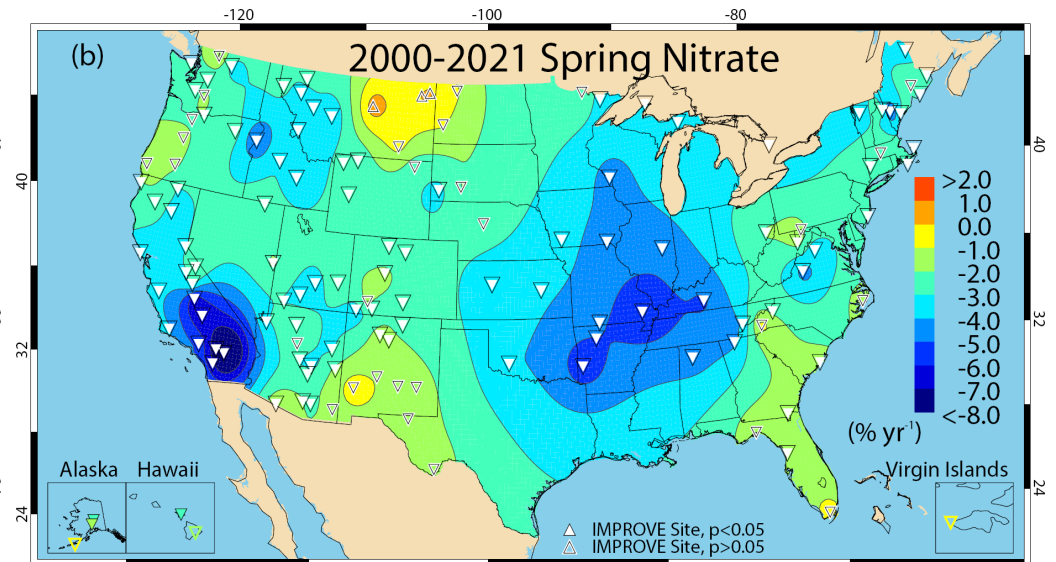 -120 -100 -80
(b) 2000-2021 Spring Nitrate
40 40
>2.0
1.0
0.0
-1.0
-2.0
-3.0
-4.0
-5.0
-6.0
-7.0
<-8.0
(% yr-1)
32 32
Alaska Hawaii Virgin Islands
24 24
IMPROVE Site, p<0.05
IMPROVE Site, p>0.05